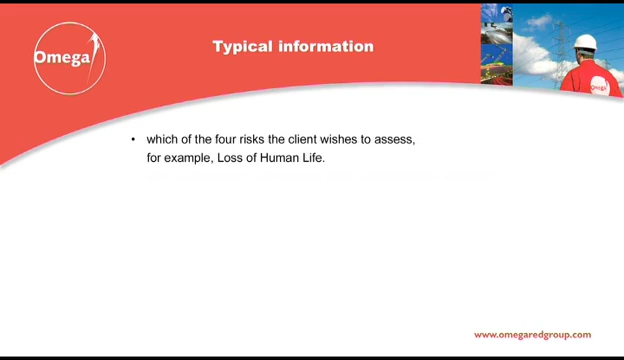 Omega
Typical information
Omega
• which of the four risks the client wishes to assess,
for example, Loss of Human Life.
www.omegaredgroup.com